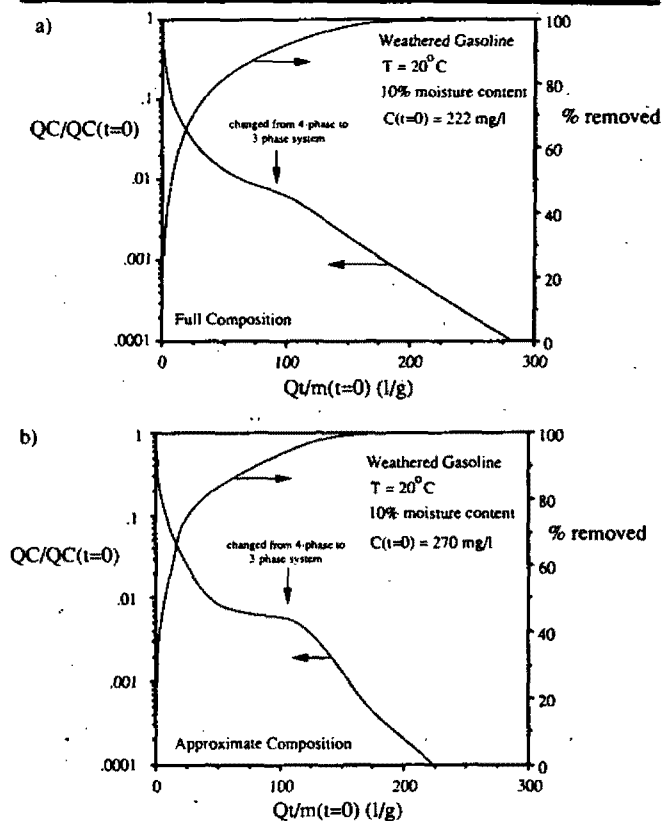 a)
1
.1
QC/QC(t=0)
.01
.001
.0001
100
80
60
40
20
0
% removed
Weathered Gasoline
T = 20°C
10% moisture content
C(t=0) = 222 mg/l
changed from 4-phase to
3 phase system
Full Composition
0
100
200
300
Qt/m(t=0) (l/g)
b)
1
.1
QC/QC(t=0)
.01
.001
.0001
100
80
60
40
20
0
% removed
Weathered Gasoline
T = 20°C
10% moisture content
C(t=0) = 270 mg/l
changed from 4-phase to
3 phase system
Approximate Composition
0
100
200
300
Qt/m(t=0) (l/g)